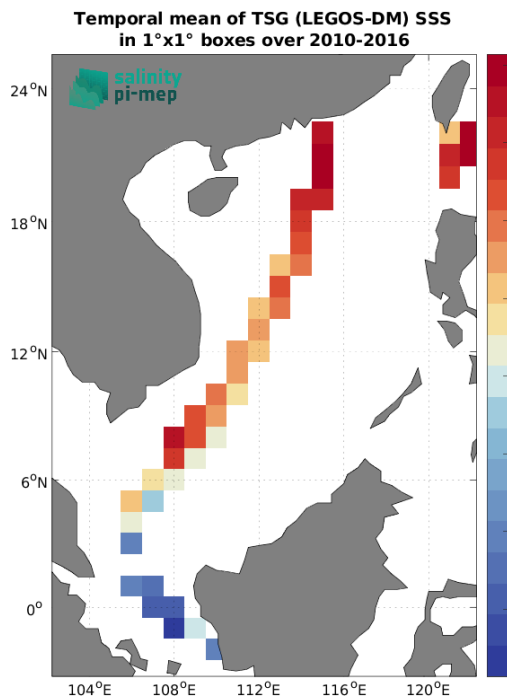 Temporal mean of TSG (LEGOS-DM) SSS
in 1°x1° boxes over 2010-2016
salinity
pi-mep
24°N
18°N
12°N
6°N
0°
104°E 108°E 112°E 116°E 120°E